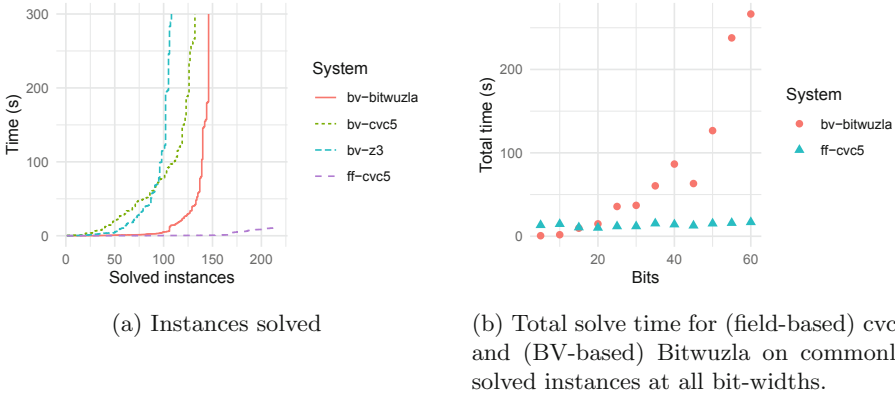 300
200
100
0
Time (s)
0 50 100 150 200
Solved instances
System
bv-bitwuzla
bv-cvc5
bv-z3
ff-cvc5
(a) Instances solved
200
100
0
Total time (s)
20 40 60
Bits
System
bv-bitwuzla
ff-cvc5
(b) Total solve time for (field-based) cvc
and (BV-based) Bitwuzla on commonl
solved instances at all bit-widths.